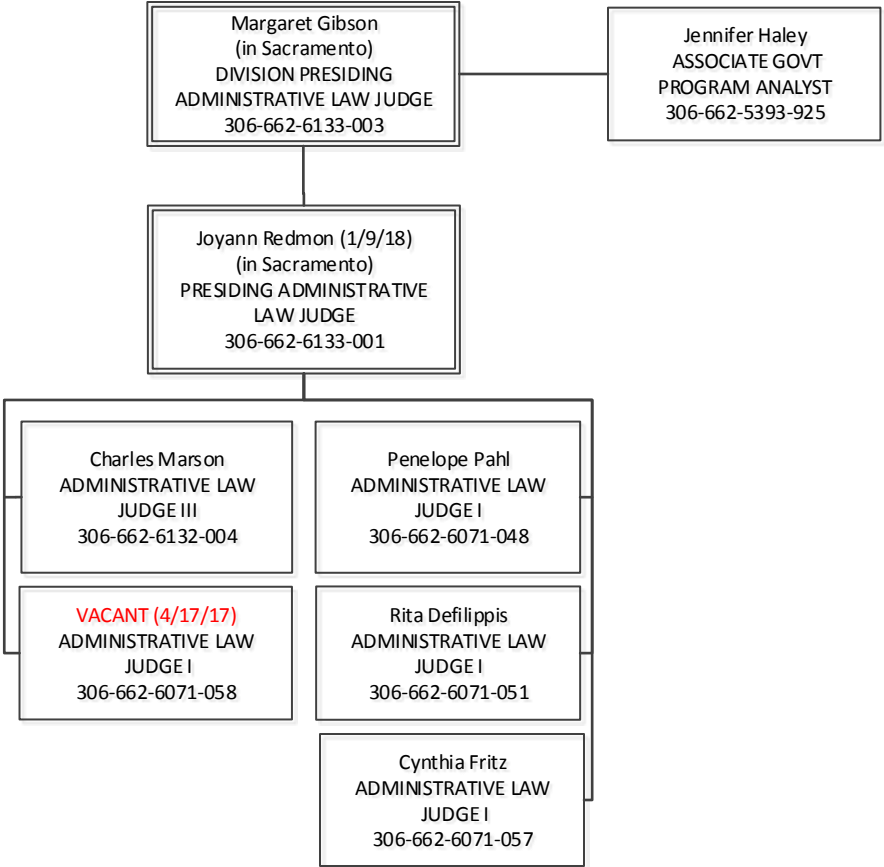 Margaret Gibson
(in Sacramento)
DIVISION PRESIDING
ADMINISTRATIVE LAW JUDGE
306-662-6133-003
Jennifer Haley
ASSOCIATE GOVT
PROGRAM ANALYST
306-662-5393-925
Joyann Redmon (1/9/18)
(in Sacramento)
PRESIDING ADMINISTRATIVE
LAW JUDGE
306-662-6133-001
Charles Marson
ADMINISTRATIVE LAW
JUDGE III
306-662-6132-004
Penelope Pahl
ADMINISTRATIVE LAW
JUDGE I
306-662-6071-048
VACANT (4/17/17)
ADMINISTRATIVE LAW
JUDGE I
306-662-6071-058
Rita Defilippis
ADMINISTRATIVE LAW
JUDGE I
306-662-6071-051
Cynthia Fritz
ADMINISTRATIVE LAW
JUDGE I
306-662-6071-057